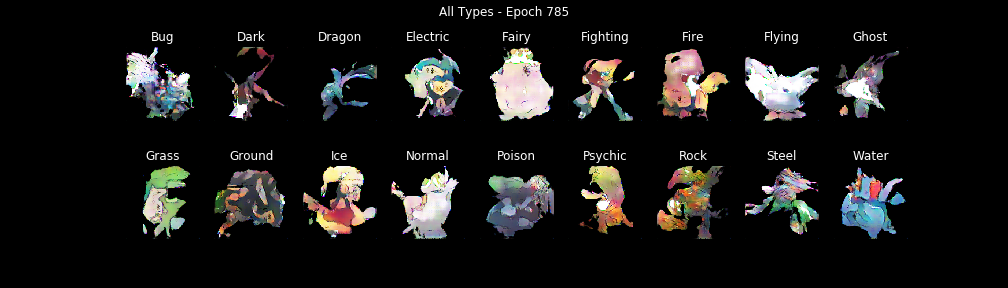 All Types - Epoch 785
Bug Dark Dragon Electric Fairy Fighting Fire Flying Ghost
Grass Ground Ice Normal Poison Psychic Rock Steel Water